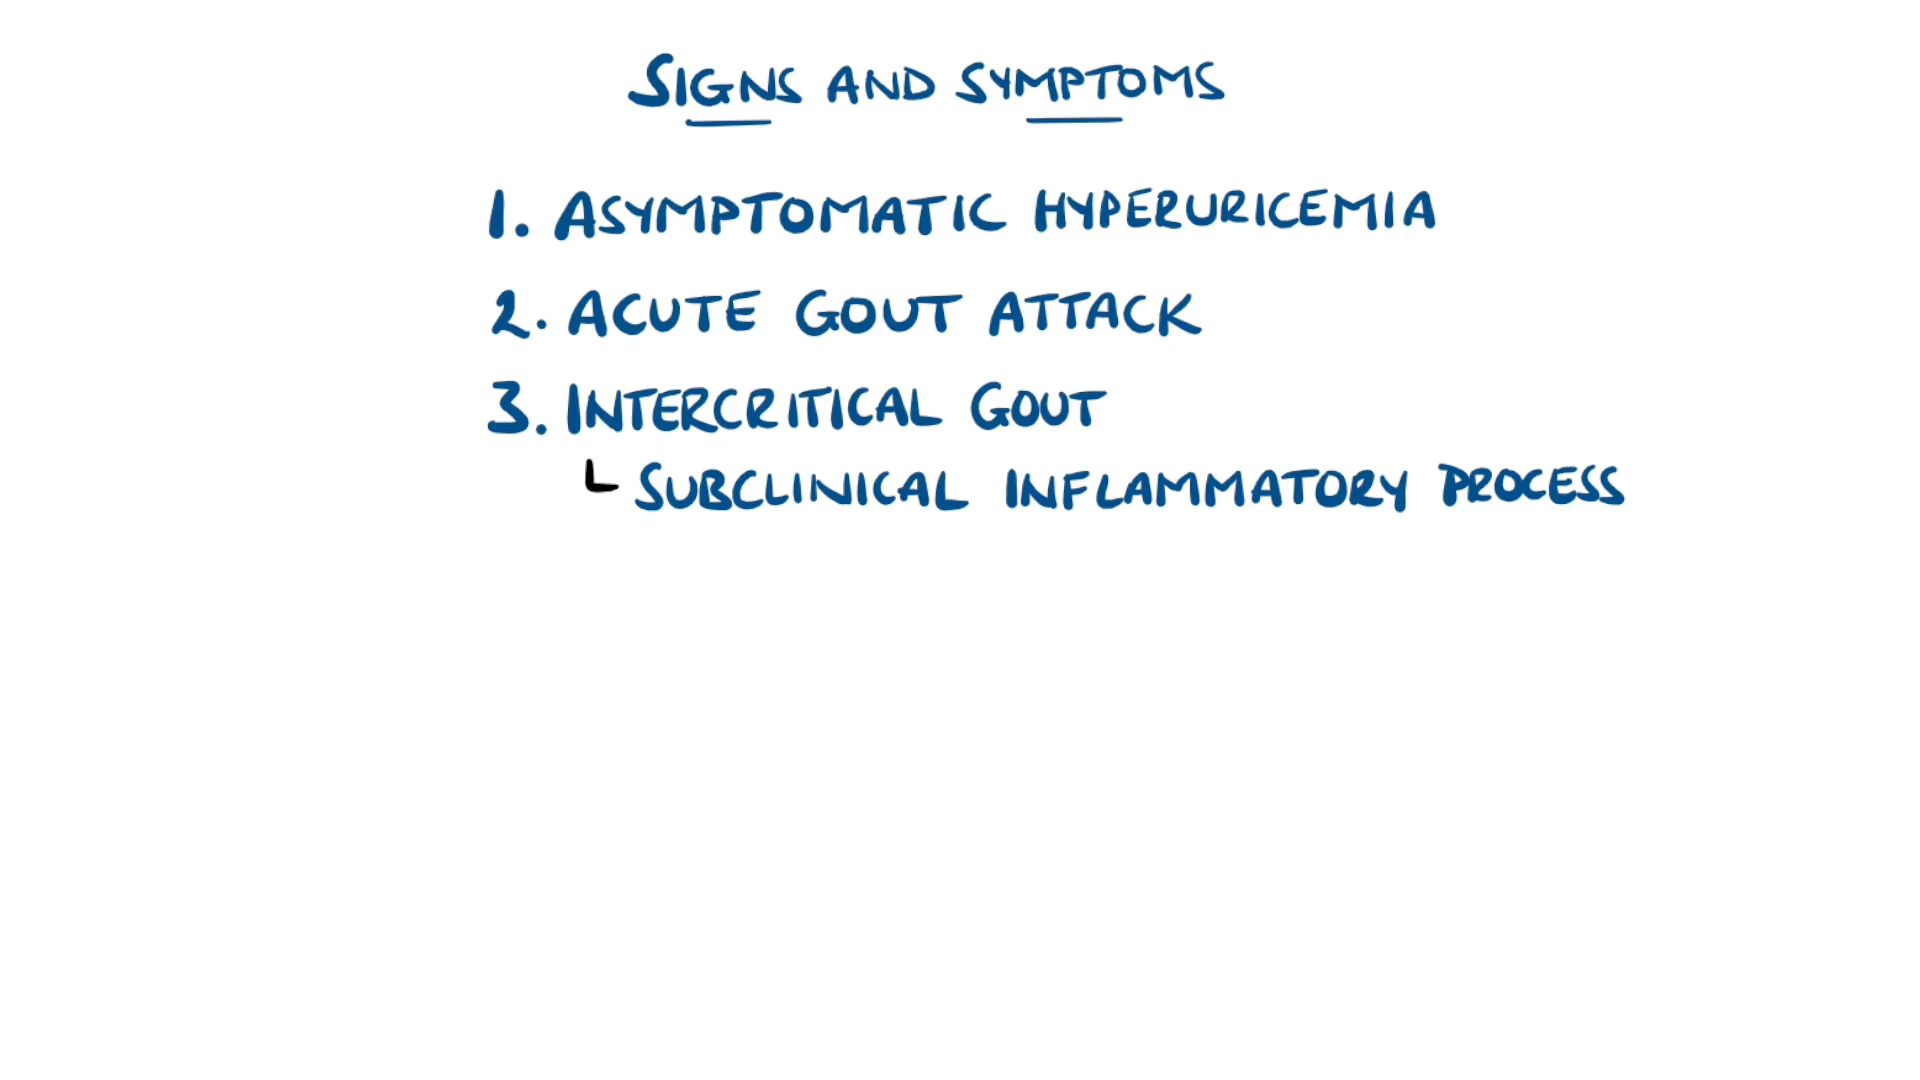 SIGNS AND SYMPTOMS
1. ASYMPTOMATIC HYPERURICEMIA
2. ACUTE GOUT ATTACK
3. INTERCRITICAL GOUT
SUBCLINICAL INFLAMMATORY PROCESS